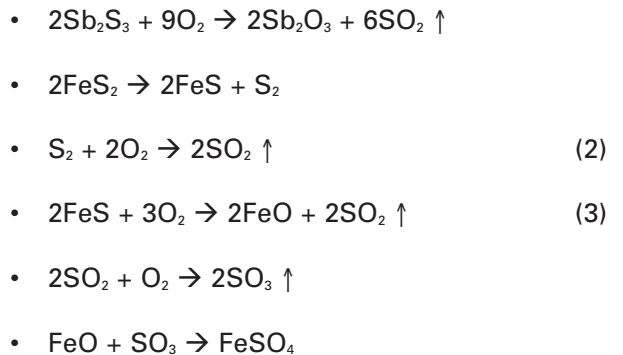 • 2Sb₂S₃ + 9O₂ → 2Sb₂O₃ + 6SO₂ ↑
• 2FeS₂ → 2FeS + S₂
• S₂ + 2O₂ → 2SO₂ ↑ (2)
• 2FeS + 3O₂ → 2FeO + 2SO₂ ↑ (3)
• 2SO₂ + O₂ → 2SO₃ ↑
• FeO + SO₃ → FeSO₄